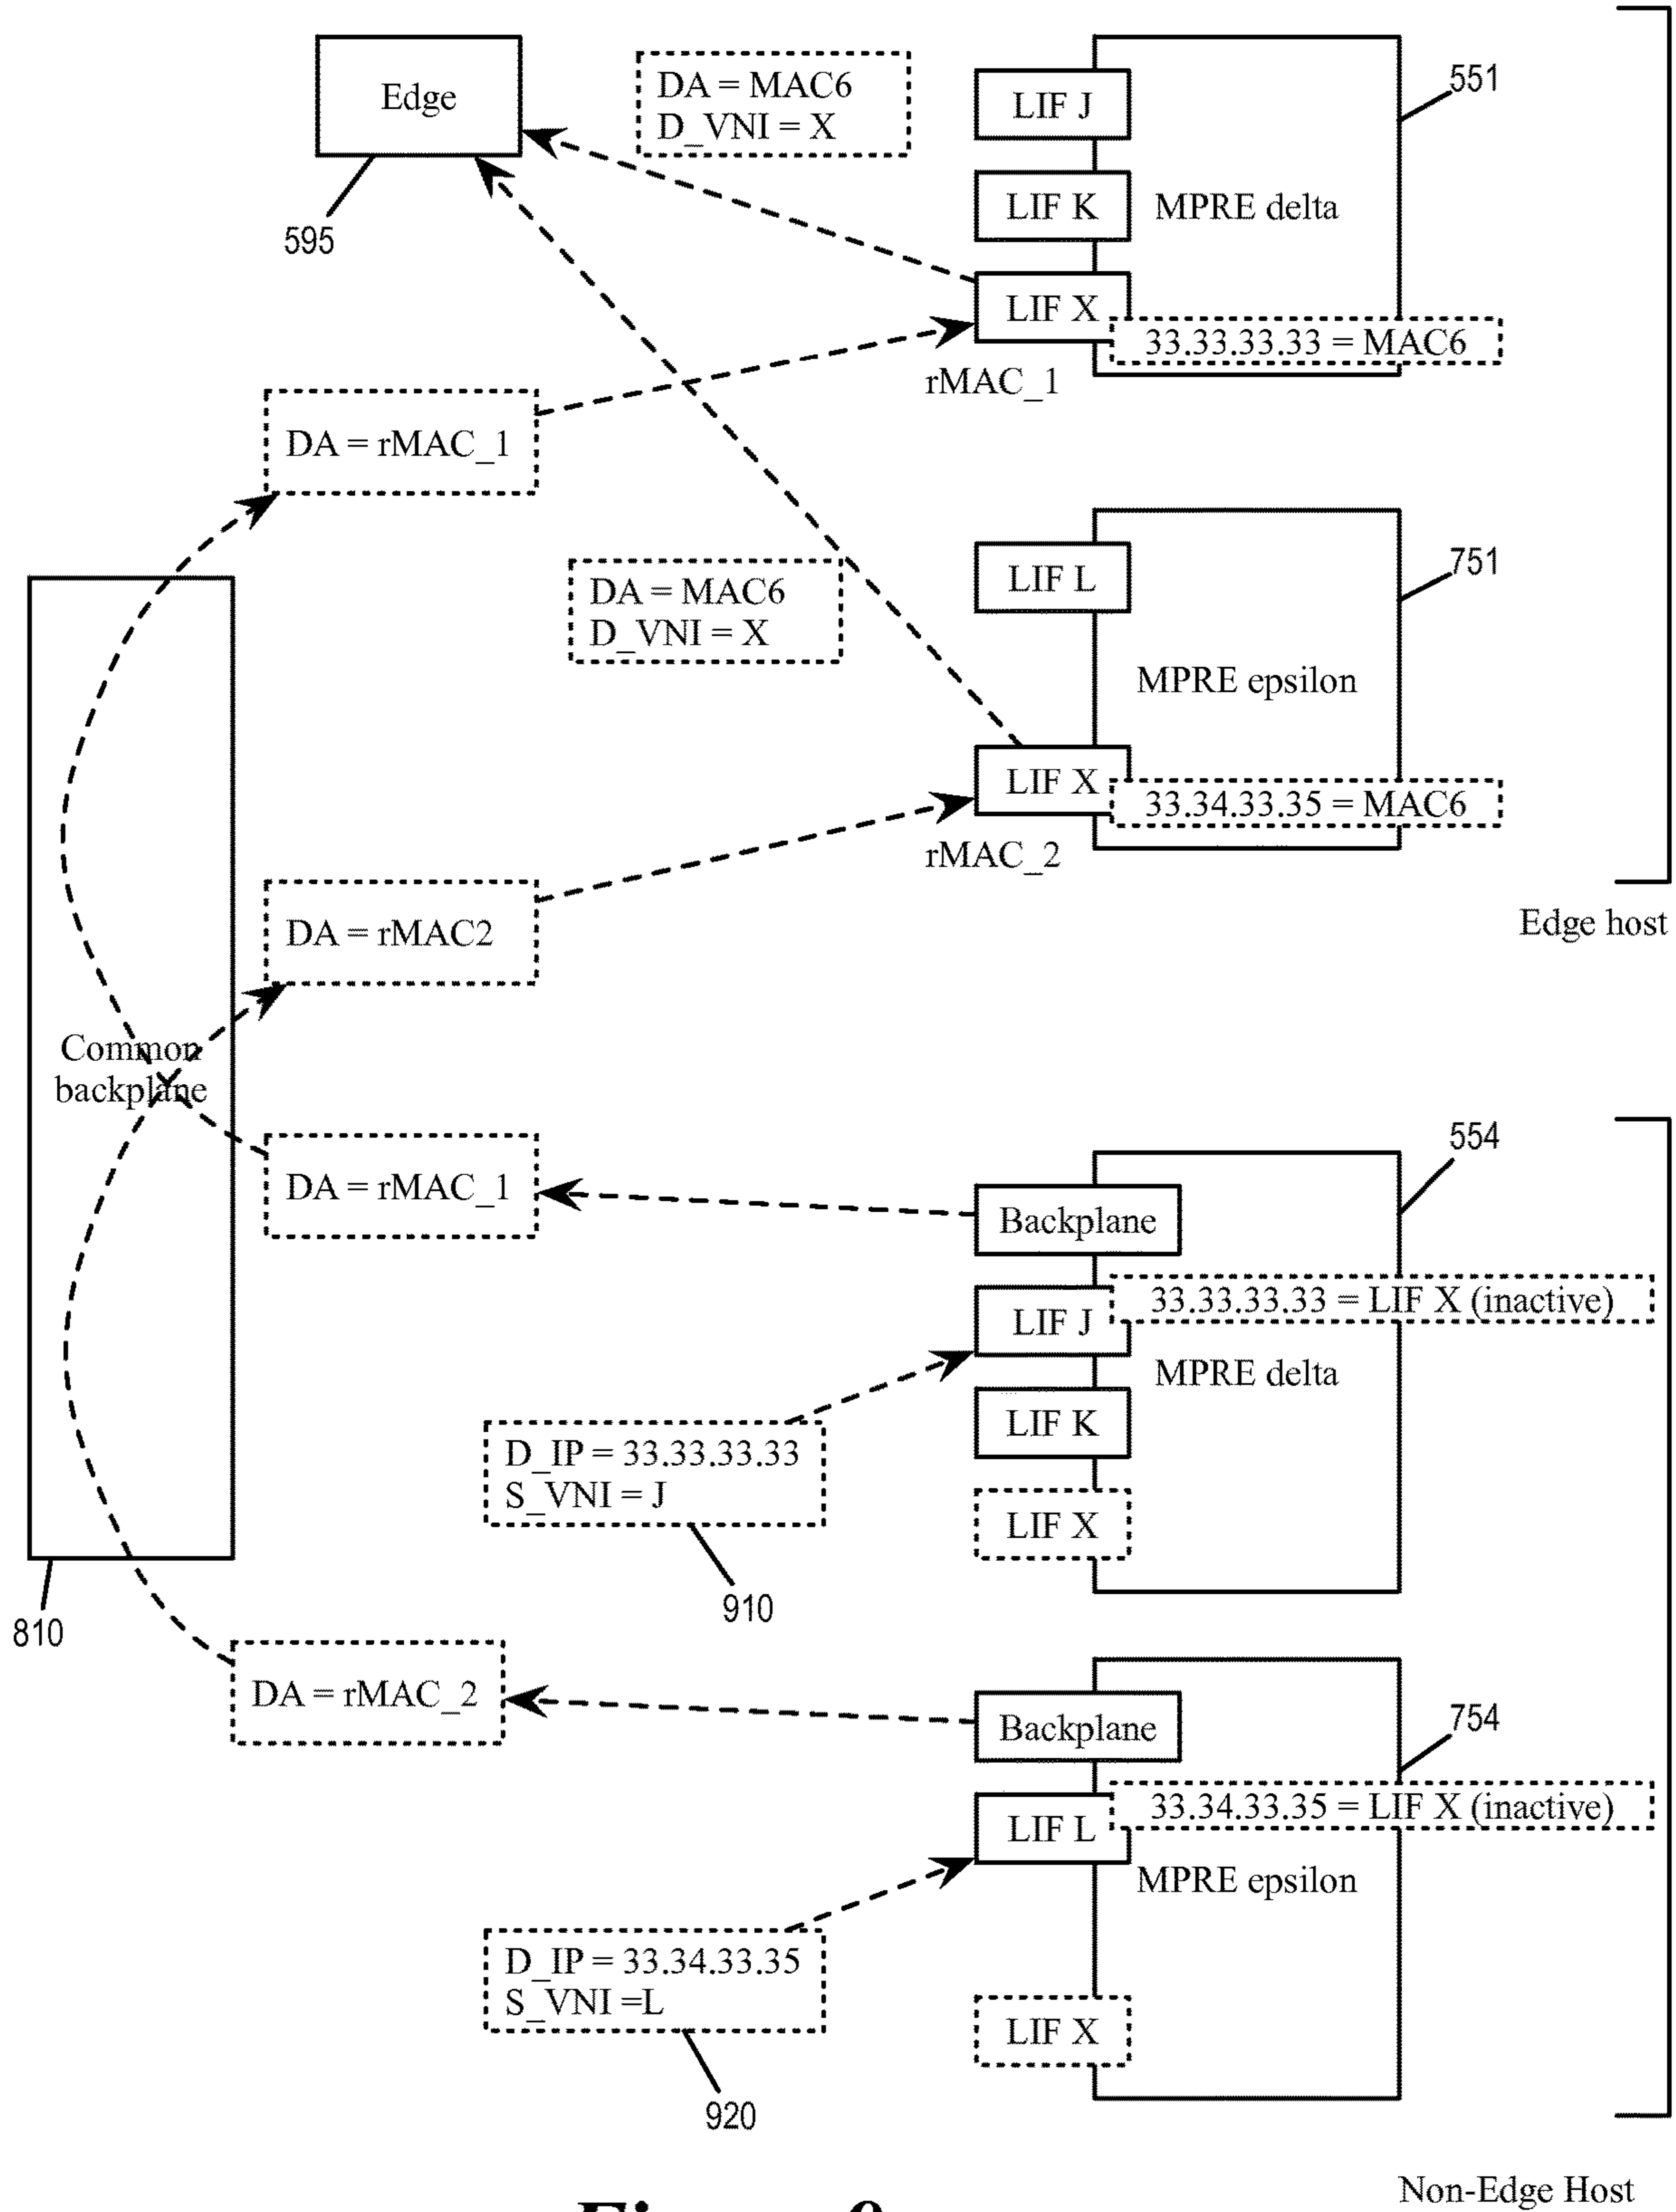 Edge
595
DA = MAC6
D_VNI = X
LIF J
LIF K
MPRE delta
LIF X
33.33.33.33 = MAC6
rMAC_1
551
DA = rMAC_1
DA = MAC6
D_VNI = X
LIF L
MPRE epsilon
751
LIF X
33.34.33.35 = MAC6
rMAC_2
DA = rMAC2
Edge host
Common
backplane
DA = rMAC_1
Backplane
554
33.33.33.33 = LIF X (inactive)
LIF J
MPRE delta
LIF K
D_IP = 33.33.33.33
S_VNI = J
LIF X
910
810
DA = rMAC_2
Backplane
754
33.34.33.35 = LIF X (inactive)
LIF L
MPRE epsilon
D_IP = 33.34.33.35
S_VNI =L
LIF X
920
Non-Edge Host